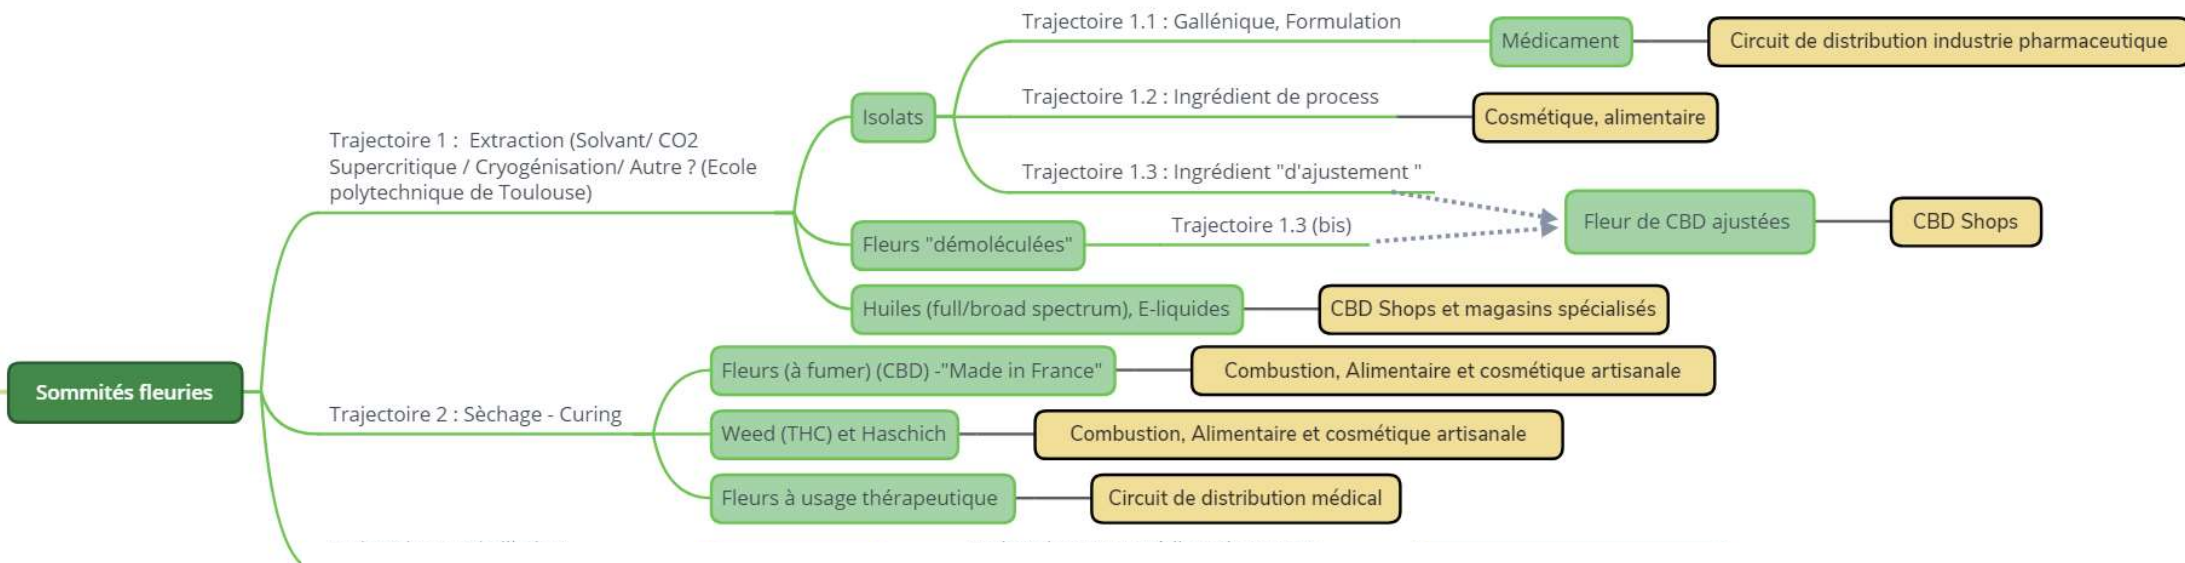 Trajectoire 1.1 : Gallénique, Formulation
Médicament
Circuit de distribution industrie pharmaceutique
Trajectoire 1.2 : Ingrédient de process
Isolats
Cosmétique, alimentaire
Trajectoire 1 :  Extraction (Solvant/ CO2
Supercritique / Cryogénisation/ Autre ? (Ecole
polytechnique de Toulouse)
Trajectoire 1.3 : Ingrédient "d'ajustement "
Fleur de CBD ajustées
CBD Shops
Fleurs "démoléculées"
Trajectoire 1.3 (bis)
Huiles (full/broad spectrum), E-liquides
CBD Shops et magasins spécialisés
Sommités fleuries
Fleurs (à fumer) (CBD) -"Made in France"
Combustion, Alimentaire et cosmétique artisanale
Trajectoire 2 : Sèchage - Curing
Weed (THC) et Haschich
Combustion, Alimentaire et cosmétique artisanale
Fleurs à usage thérapeutique
Circuit de distribution médical